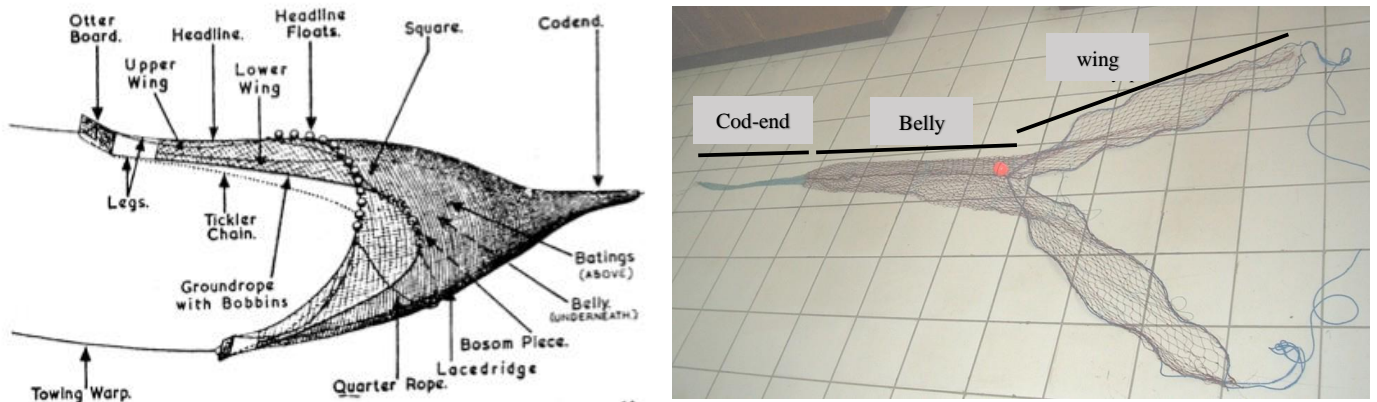 Otter
Board.
Headline.
Headline
Floats.
Square.
Codend.
Upper
Wing
Lower
Wing
Legs.
Tickler
Chain.
Groundrope
with Bobbins
Batings
(ABOVE)
Belly.
(UNDERNEATH.)
Bosom Piece.
Lacedridge
Quarter Rope.
Towing Warp.
Cod-end
Belly
wing